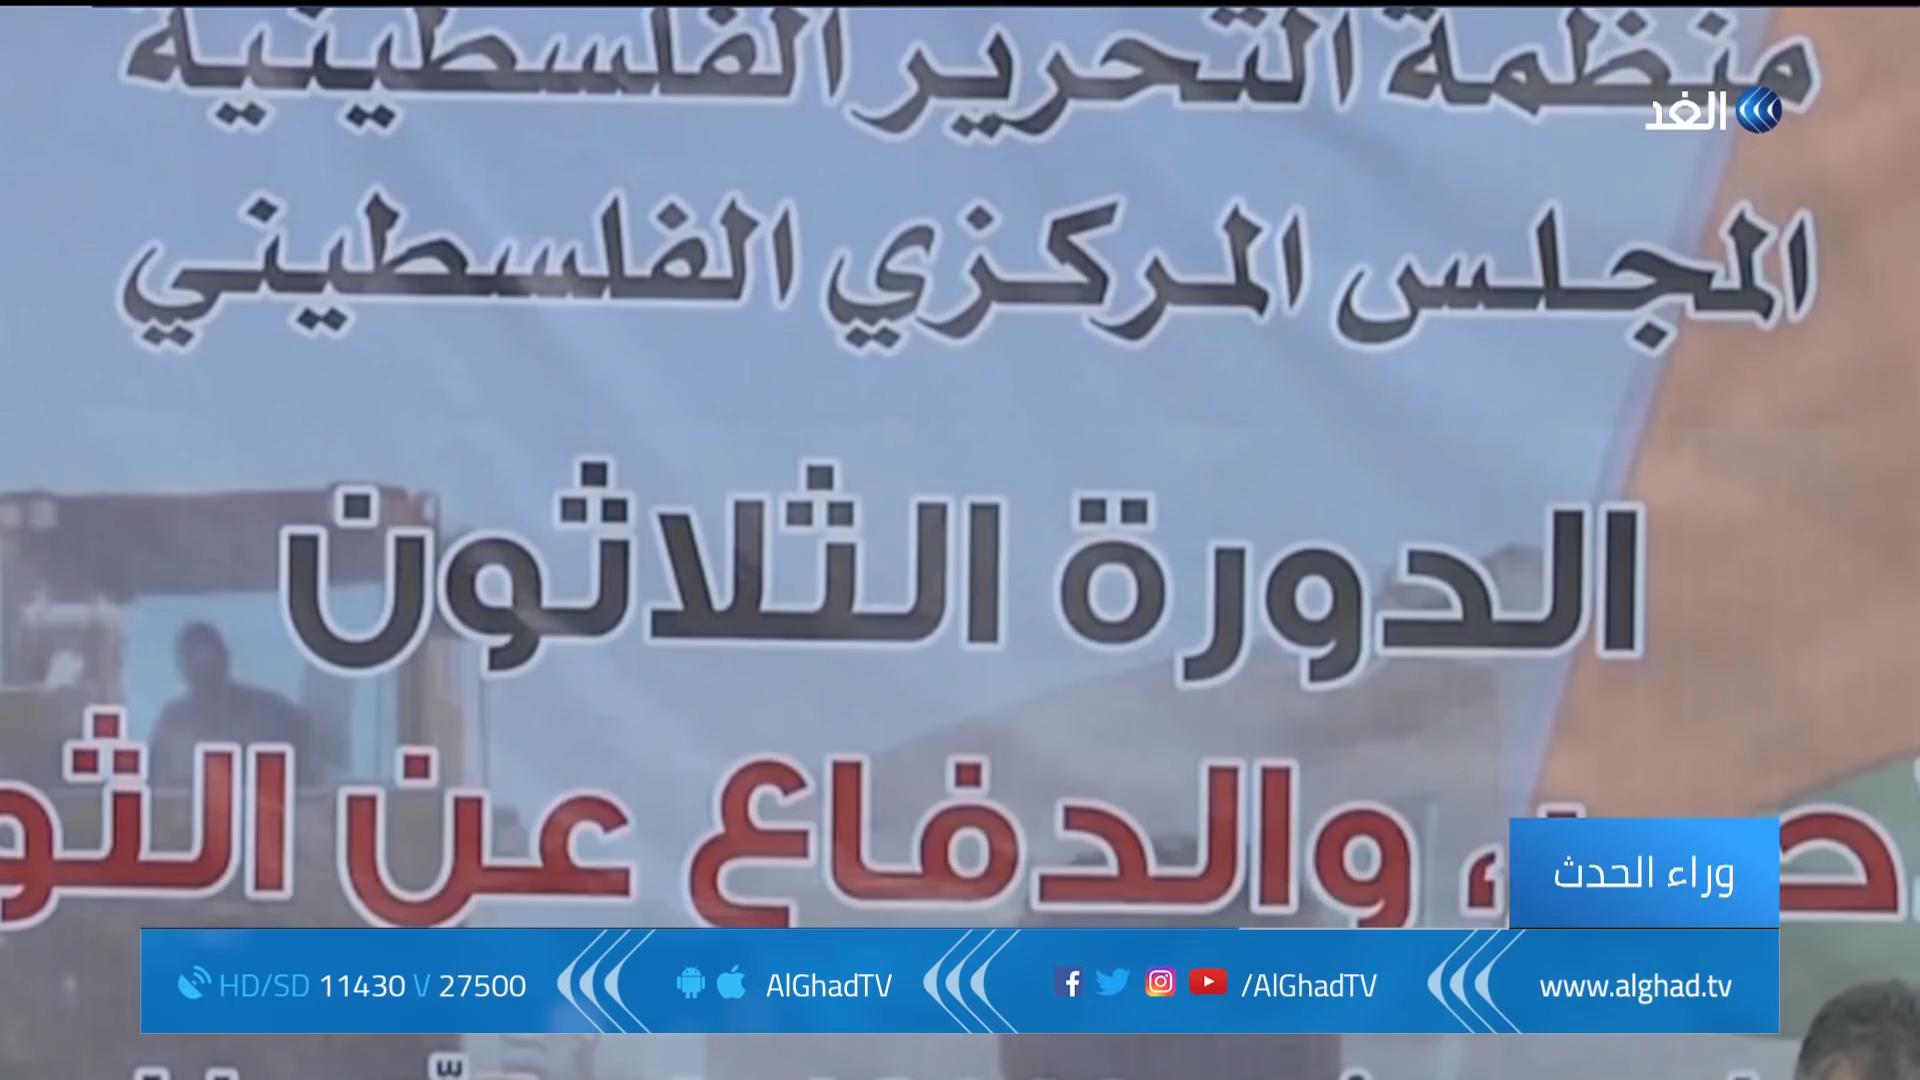 منظمة التحرير الفلسطينية
الغد
المجلس المركزي الفلسطيني
الدورة الثلاثون
والدفاع عن
وراء الحدث
HD/SD 11430 V 27500
AlGhadTV
/AlGhadTV
www.alghad.tv